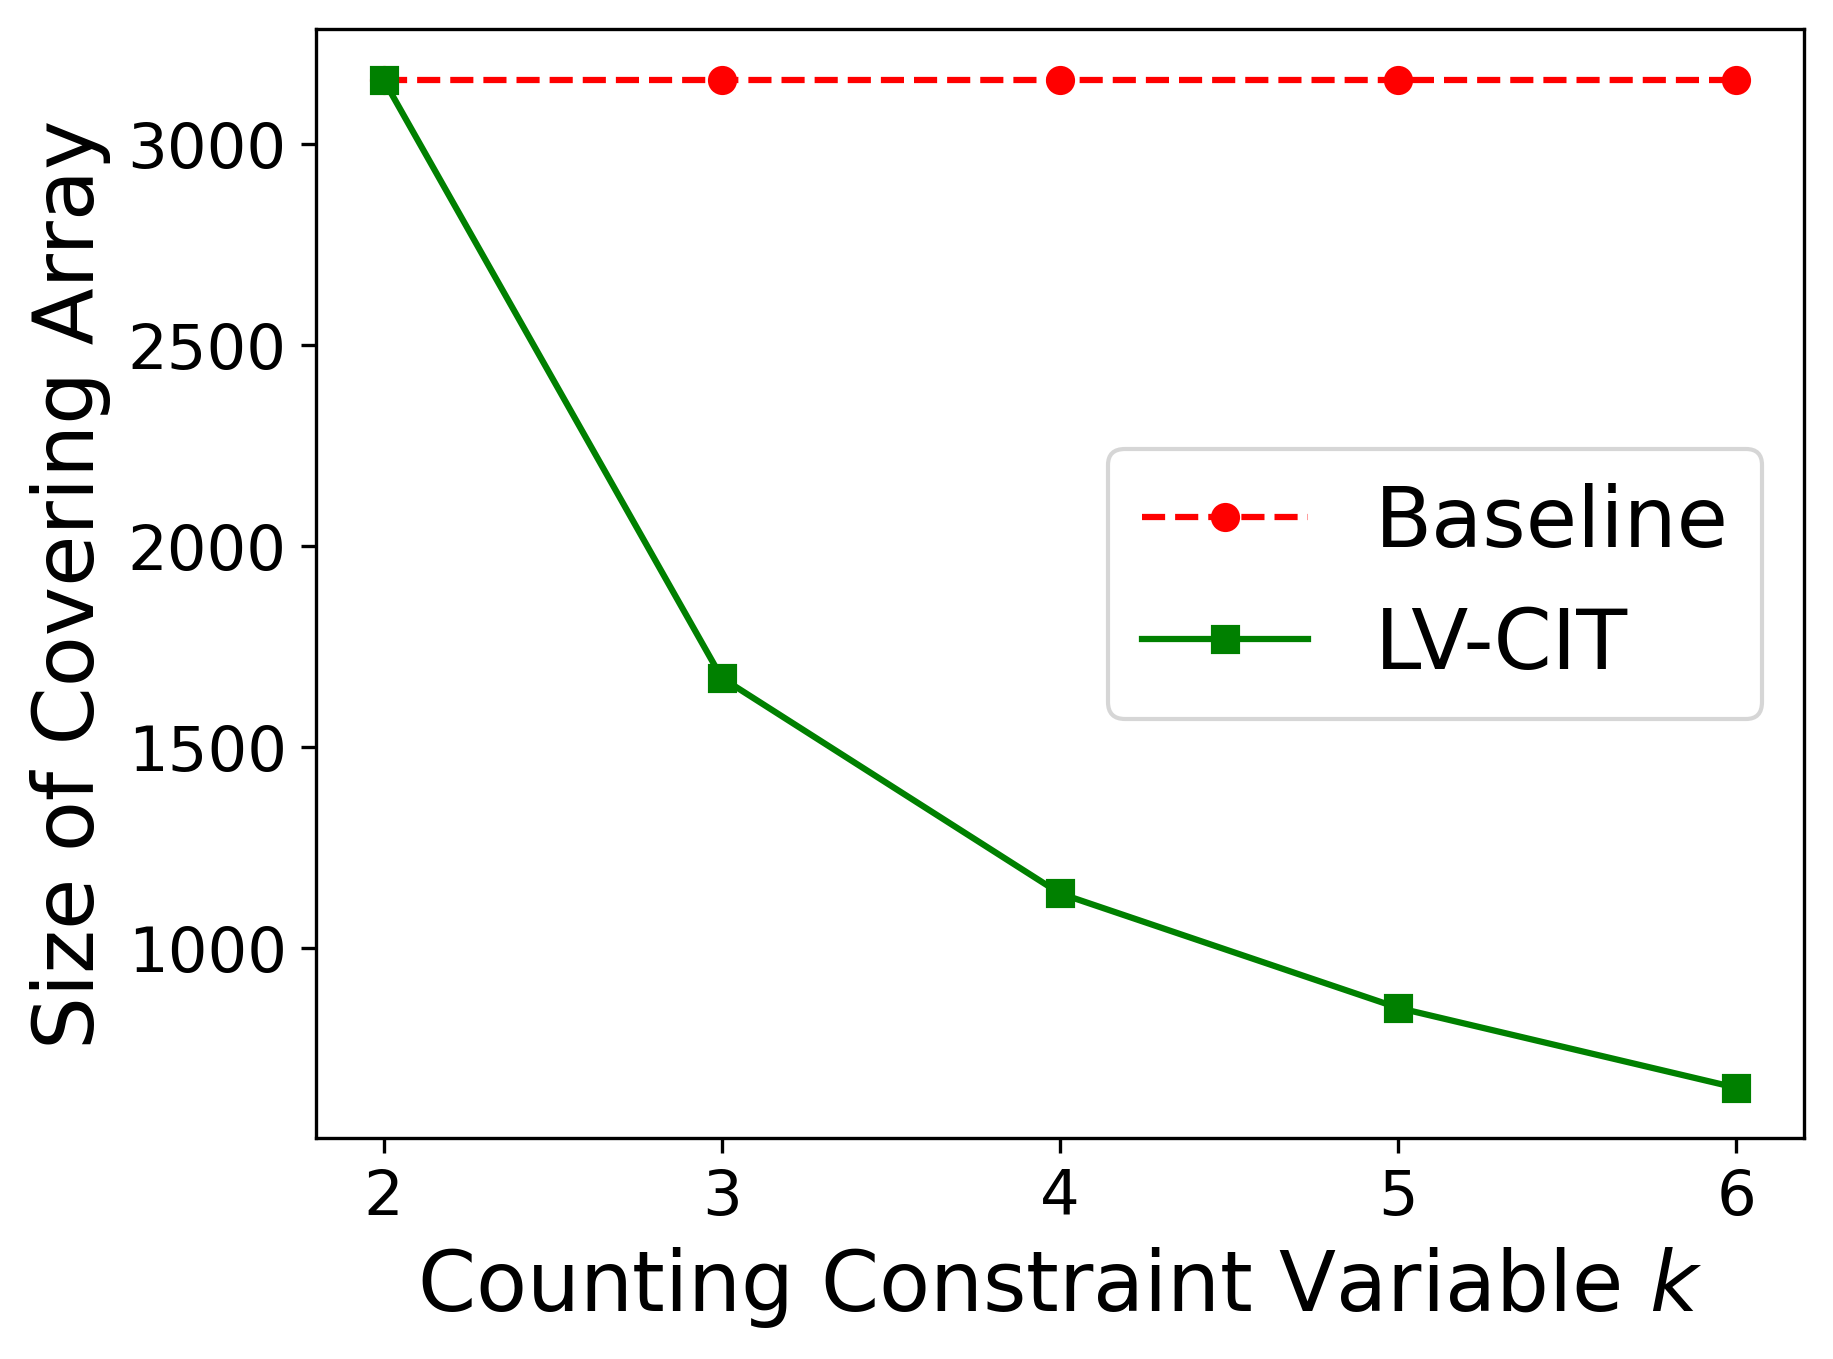 Size of Covering Array
3000
2500
2000
1500
1000
Baseline
LV-CIT
2 3 4 5 6
Counting Constraint Variable k